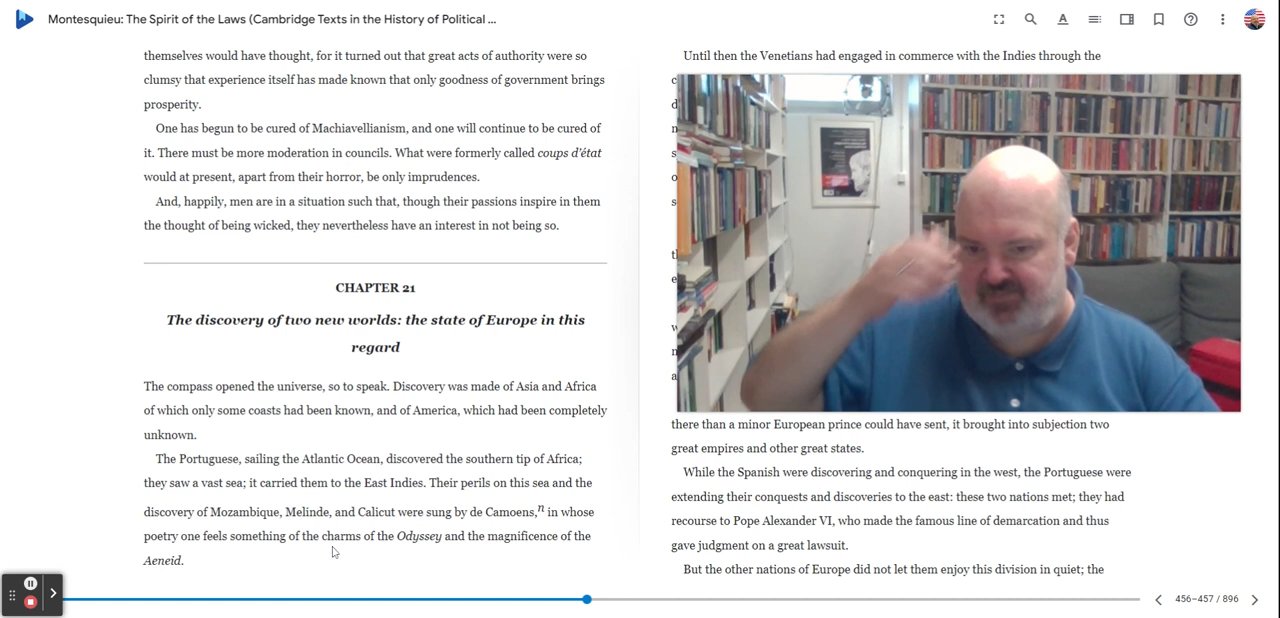 Montesquieu: The Spirit of the Laws (Cambridge Texts in the History of Political ...
themselves would have thought, for it turned out that great acts of authority were so
clumsy that experience itself has made known that only goodness of government brings
prosperity.
One has begun to be cured of Machiavellianism, and one will continue to be cured of
it. There must be more moderation in councils. What were formerly called coups d'état
would at present, apart from their horror, be only imprudences.
And, happily, men are in a situation such that, though their passions inspire in them
the thought of being wicked, they nevertheless have an interest in not being so.
CHAPTER 21
The discovery of two new worlds: the state of Europe in this
regard
The compass opened the universe, so to speak. Discovery was made of Asia and Africa
of which only some coasts had been known, and of America, which had been completely
unknown.
The Portuguese, sailing the Atlantic Ocean, discovered the southern tip of Africa;
they saw a vast sea; it carried them to the East Indies. Their perils on this sea and the
discovery of Mozambique, Melinde, and Calicut were sung by de Camoens,n in whose
poetry one feels something of the charms of the Odyssey and the magnificence of the
Aeneid.
Until then the Venetians had engaged in commerce with the Indies through the
there than a minor European prince could have sent, it brought into subjection two
great empires and other great states.
While the Spanish were discovering and conquering in the west, the Portuguese were
extending their conquests and discoveries to the east: these two nations met; they had
recourse to Pope Alexander VI, who made the famous line of demarcation and thus
gave judgment on a great lawsuit.
But the other nations of Europe did not let them enjoy this division in quiet; the
456–457 / 896